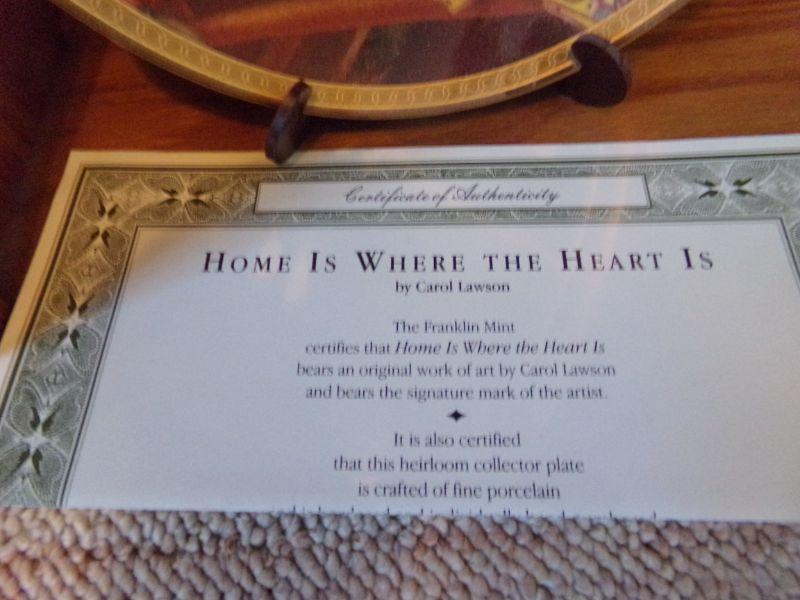 Certificate of Authenticity
HOME IS WHERE THE HEART IS
by Carol Lawson
The Franklin Mint
certifies that Home Is Where the Heart Is
bears an original work of art by Carol Lawson
and bears the signature mark of the artist.
It is also certified
that this heirloom collector plate
is crafted of fine porcelain